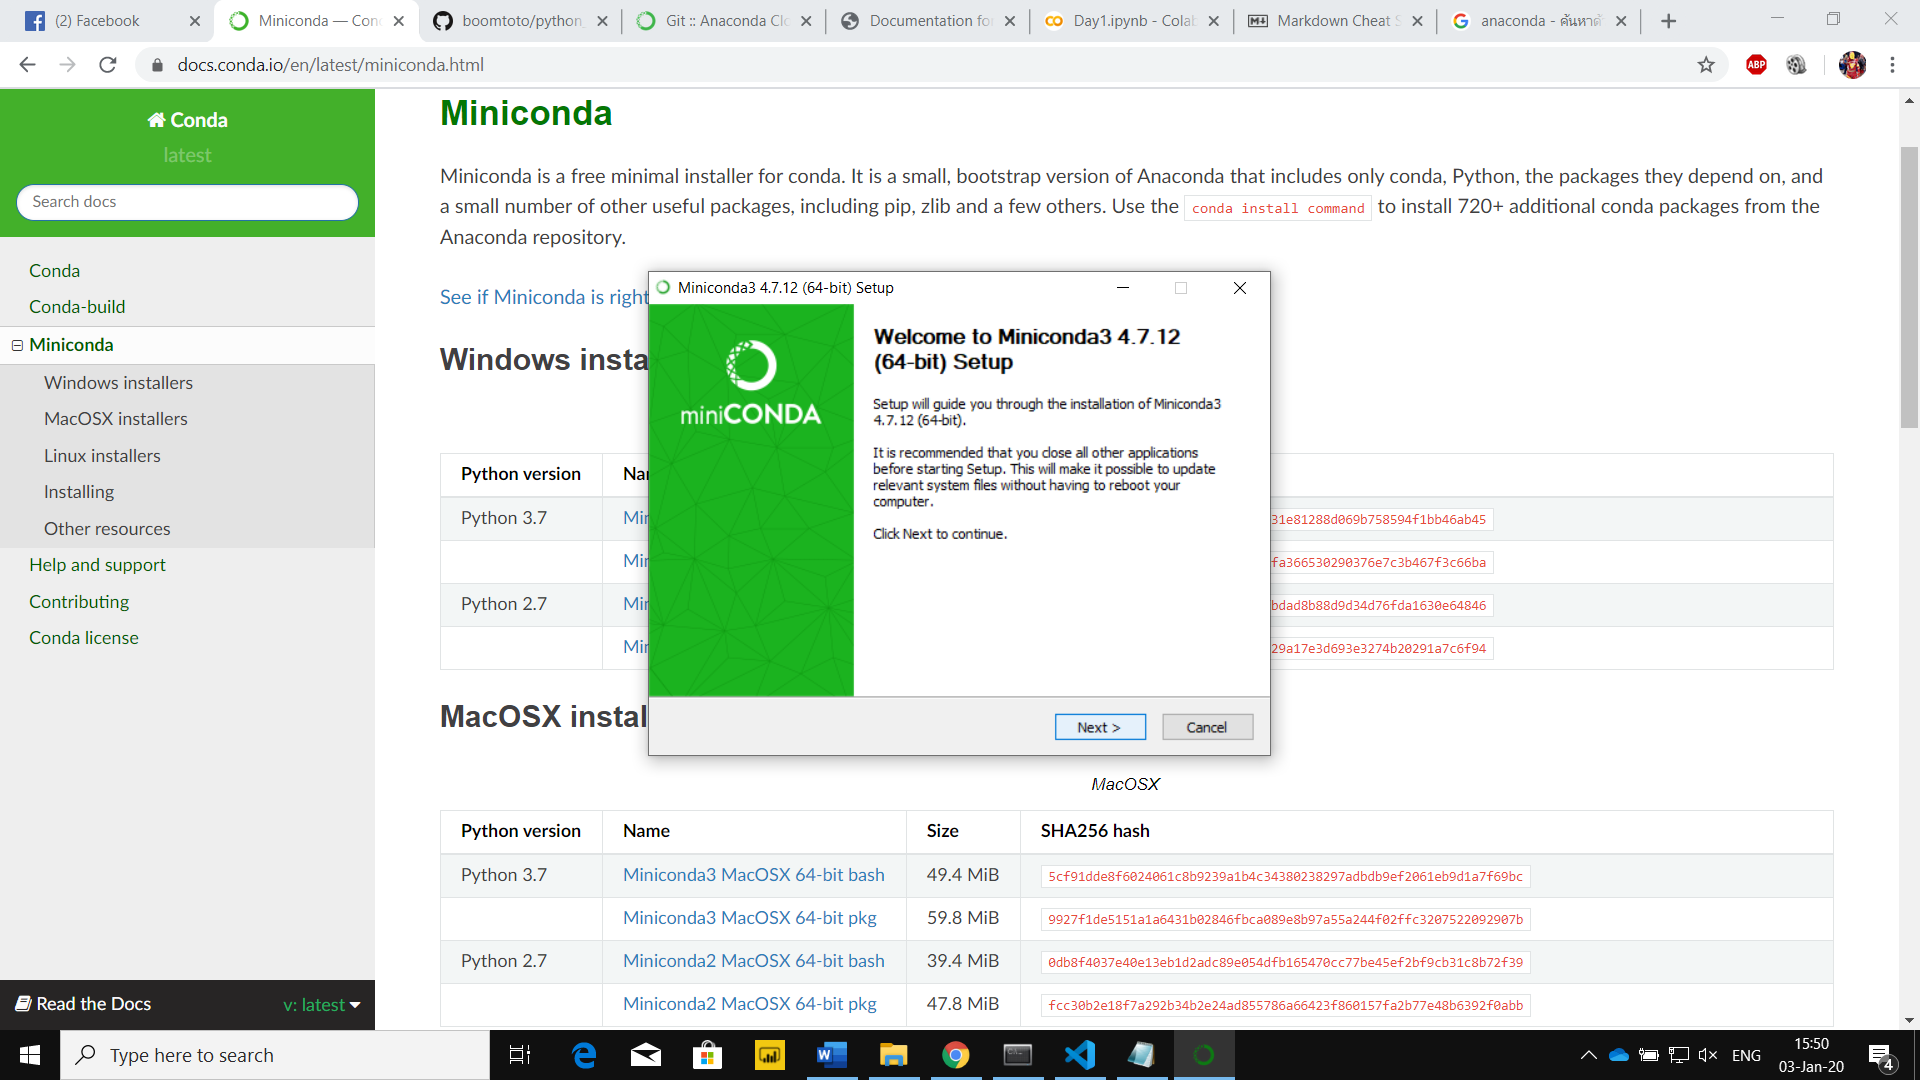 (2) Facebook
Miniconda — Con
boomtoto/python_
Git :: Anaconda Clo
Documentation fo
Day1.ipynb - Colab
Markdown Cheat S
anaconda - ค้นหาด้
docs.conda.io/en/latest/miniconda.html
ABP
Conda
latest
Search docs
Conda
Conda-build
Miniconda
Windows installers
MacOSX installers
Linux installers
Installing
Other resources
Help and support
Contributing
Conda license
Read the Docs
v: latest
Miniconda
Miniconda is a free minimal installer for conda. It is a small, bootstrap version of Anaconda that includes only conda, Python, the packages they depend on, and
a small number of other useful packages, including pip, zlib and a few others. Use the conda install command to install 720+ additional conda packages from the
Anaconda repository.
See if Miniconda is right
Windows insta
Python version Nar
Python 3.7 Mir 31e81288d069b758594f1bb46ab45
Mir fa366530290376e7c3b467f3c66ba
Python 2.7 Mir bdad8b88d9d34d76fda1630e64846
Mir 29a17e3d693e3274b20291a7c6f94
Miniconda3 4.7.12 (64-bit) Setup
miniCONDA
Welcome to Miniconda3 4.7.12
(64-bit) Setup
Setup will guide you through the installation of Miniconda3
4.7.12 (64-bit).
It is recommended that you close all other applications
before starting Setup. This will make it possible to update
relevant system files without having to reboot your
computer.
Click Next to continue.
Next >
Cancel
MacOSX instal
MacOSX
Python version Name Size SHA256 hash
Python 3.7 Miniconda3 MacOSX 64-bit bash 49.4 MiB 5cf91dde8f6024061c8b9239a1b4c34380238297adbdb9ef2061eb9d1a7f69bc
Miniconda3 MacOSX 64-bit pkg 59.8 MiB 9927f1de5151a1a6431b02846fbca089e8b97a55a244f02ffc3207522092907b
Python 2.7 Miniconda2 MacOSX 64-bit bash 39.4 MiB 0db8f4037e40e13eb1d2adc89e054dfb165470cc77be45ef2bf9cb31c8b72f39
Miniconda2 MacOSX 64-bit pkg 47.8 MiB fcc30b2e18f7a292b34b2e24ad855786a66423f860157fa2b77e48b6392f0abb
Type here to search
ENG
15:50
03-Jan-20
4